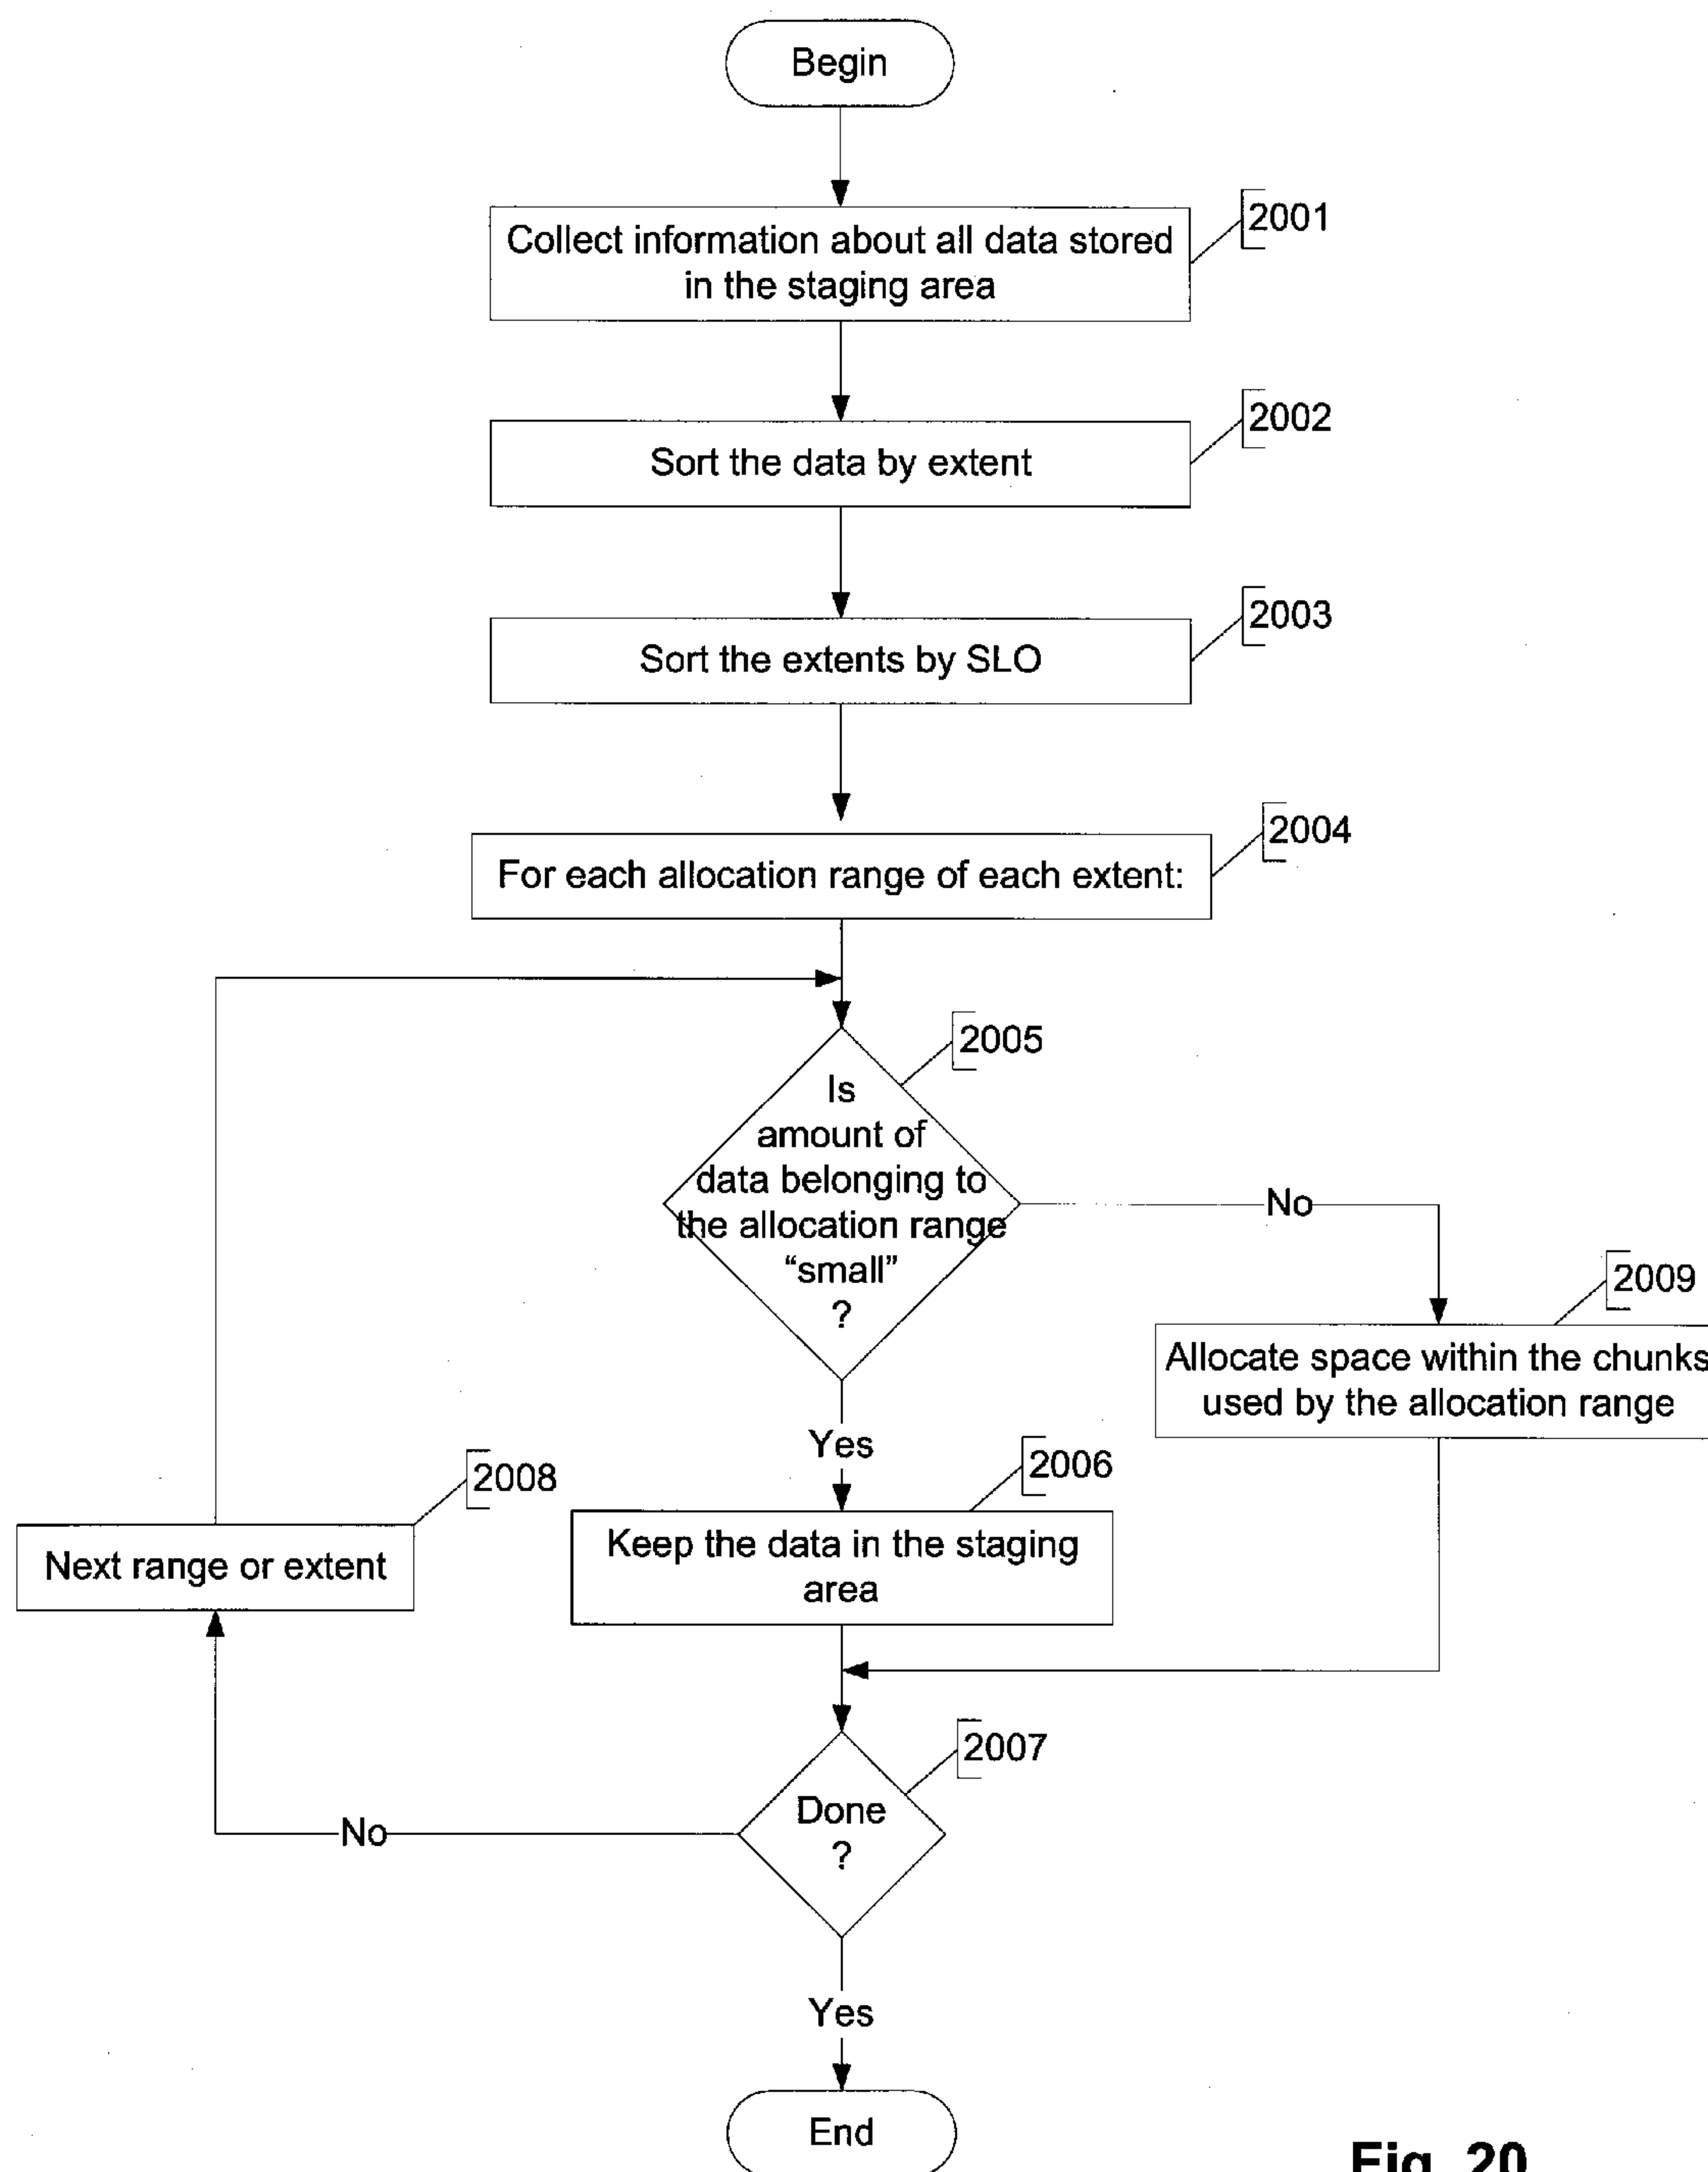 Begin
2001
Collect information about all data stored
in the staging area
2002
Sort the data by extent
2003
Sort the extents by SLO
2004
For each allocation range of each extent:
2005
Is
amount of
data belonging to
the allocation range
“small”
?
No
2009
Allocate space within the chunks
used by the allocation range
Yes
2006
Keep the data in the staging
area
2008
Next range or extent
2007
Done
?
No
Yes
End
Fig. 20